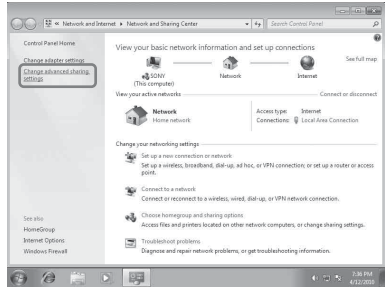 « Network and Internet ▸ Network and Sharing Center
Search Control Panel
Control Panel Home
Change adapter settings
Change advanced sharing
settings
View your basic network information and set up connections
See full map
SONY
(This computer)
Network
Internet
View your active networks
Connect or disconnect
Network
Home network
Access type: Internet
Connections: Local Area Connection
Change your networking settings
Set up a new connection or network
Set up a wireless, broadband, dial-up, ad hoc, or VPN connection; or set up a router or access
point.
Connect to a network
Connect or reconnect to a wireless, wired, dial-up, or VPN network connection.
Choose homegroup and sharing options
Access files and printers located on other network computers, or change sharing settings.
Troubleshoot problems
Diagnose and repair network problems, or get troubleshooting information.
See also
HomeGroup
Internet Options
Windows Firewall
7:36 PM
4/12/2010